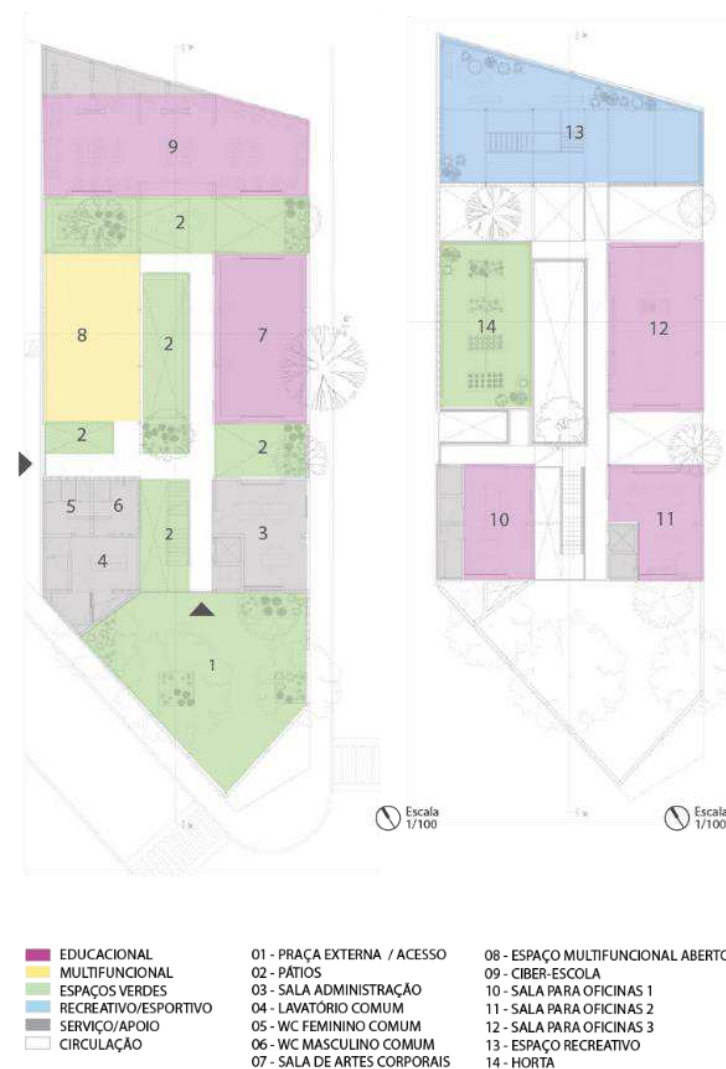 9
13
2
8
2
7
14
12
2
2
5
6
2
3
10
11
4
1
Escala
1/100
Escala
1/100
EDUCACIONAL
MULTIFUNCIONAL
ESPAÇOS VERDES
RECREATIVO/ESPORTIVO
SERVIÇO/APOIO
CIRCULAÇÃO
01 - PRAÇA EXTERNA / ACESSO
02 - PÁTIOS
03 - SALA ADMINISTRAÇÃO
04 - LAVATÓRIO COMUM
05 - WC FEMININO COMUM
06 - WC MASCULINO COMUM
07 - SALA DE ARTES CORPORAIS
08 - ESPAÇO MULTIFUNCIONAL ABERTO
09 - CIBER-ESCOLA
10 - SALA PARA OFICINAS 1
11 - SALA PARA OFICINAS 2
12 - SALA PARA OFICINAS 3
13 - ESPAÇO RECREATIVO
14 - HORTA